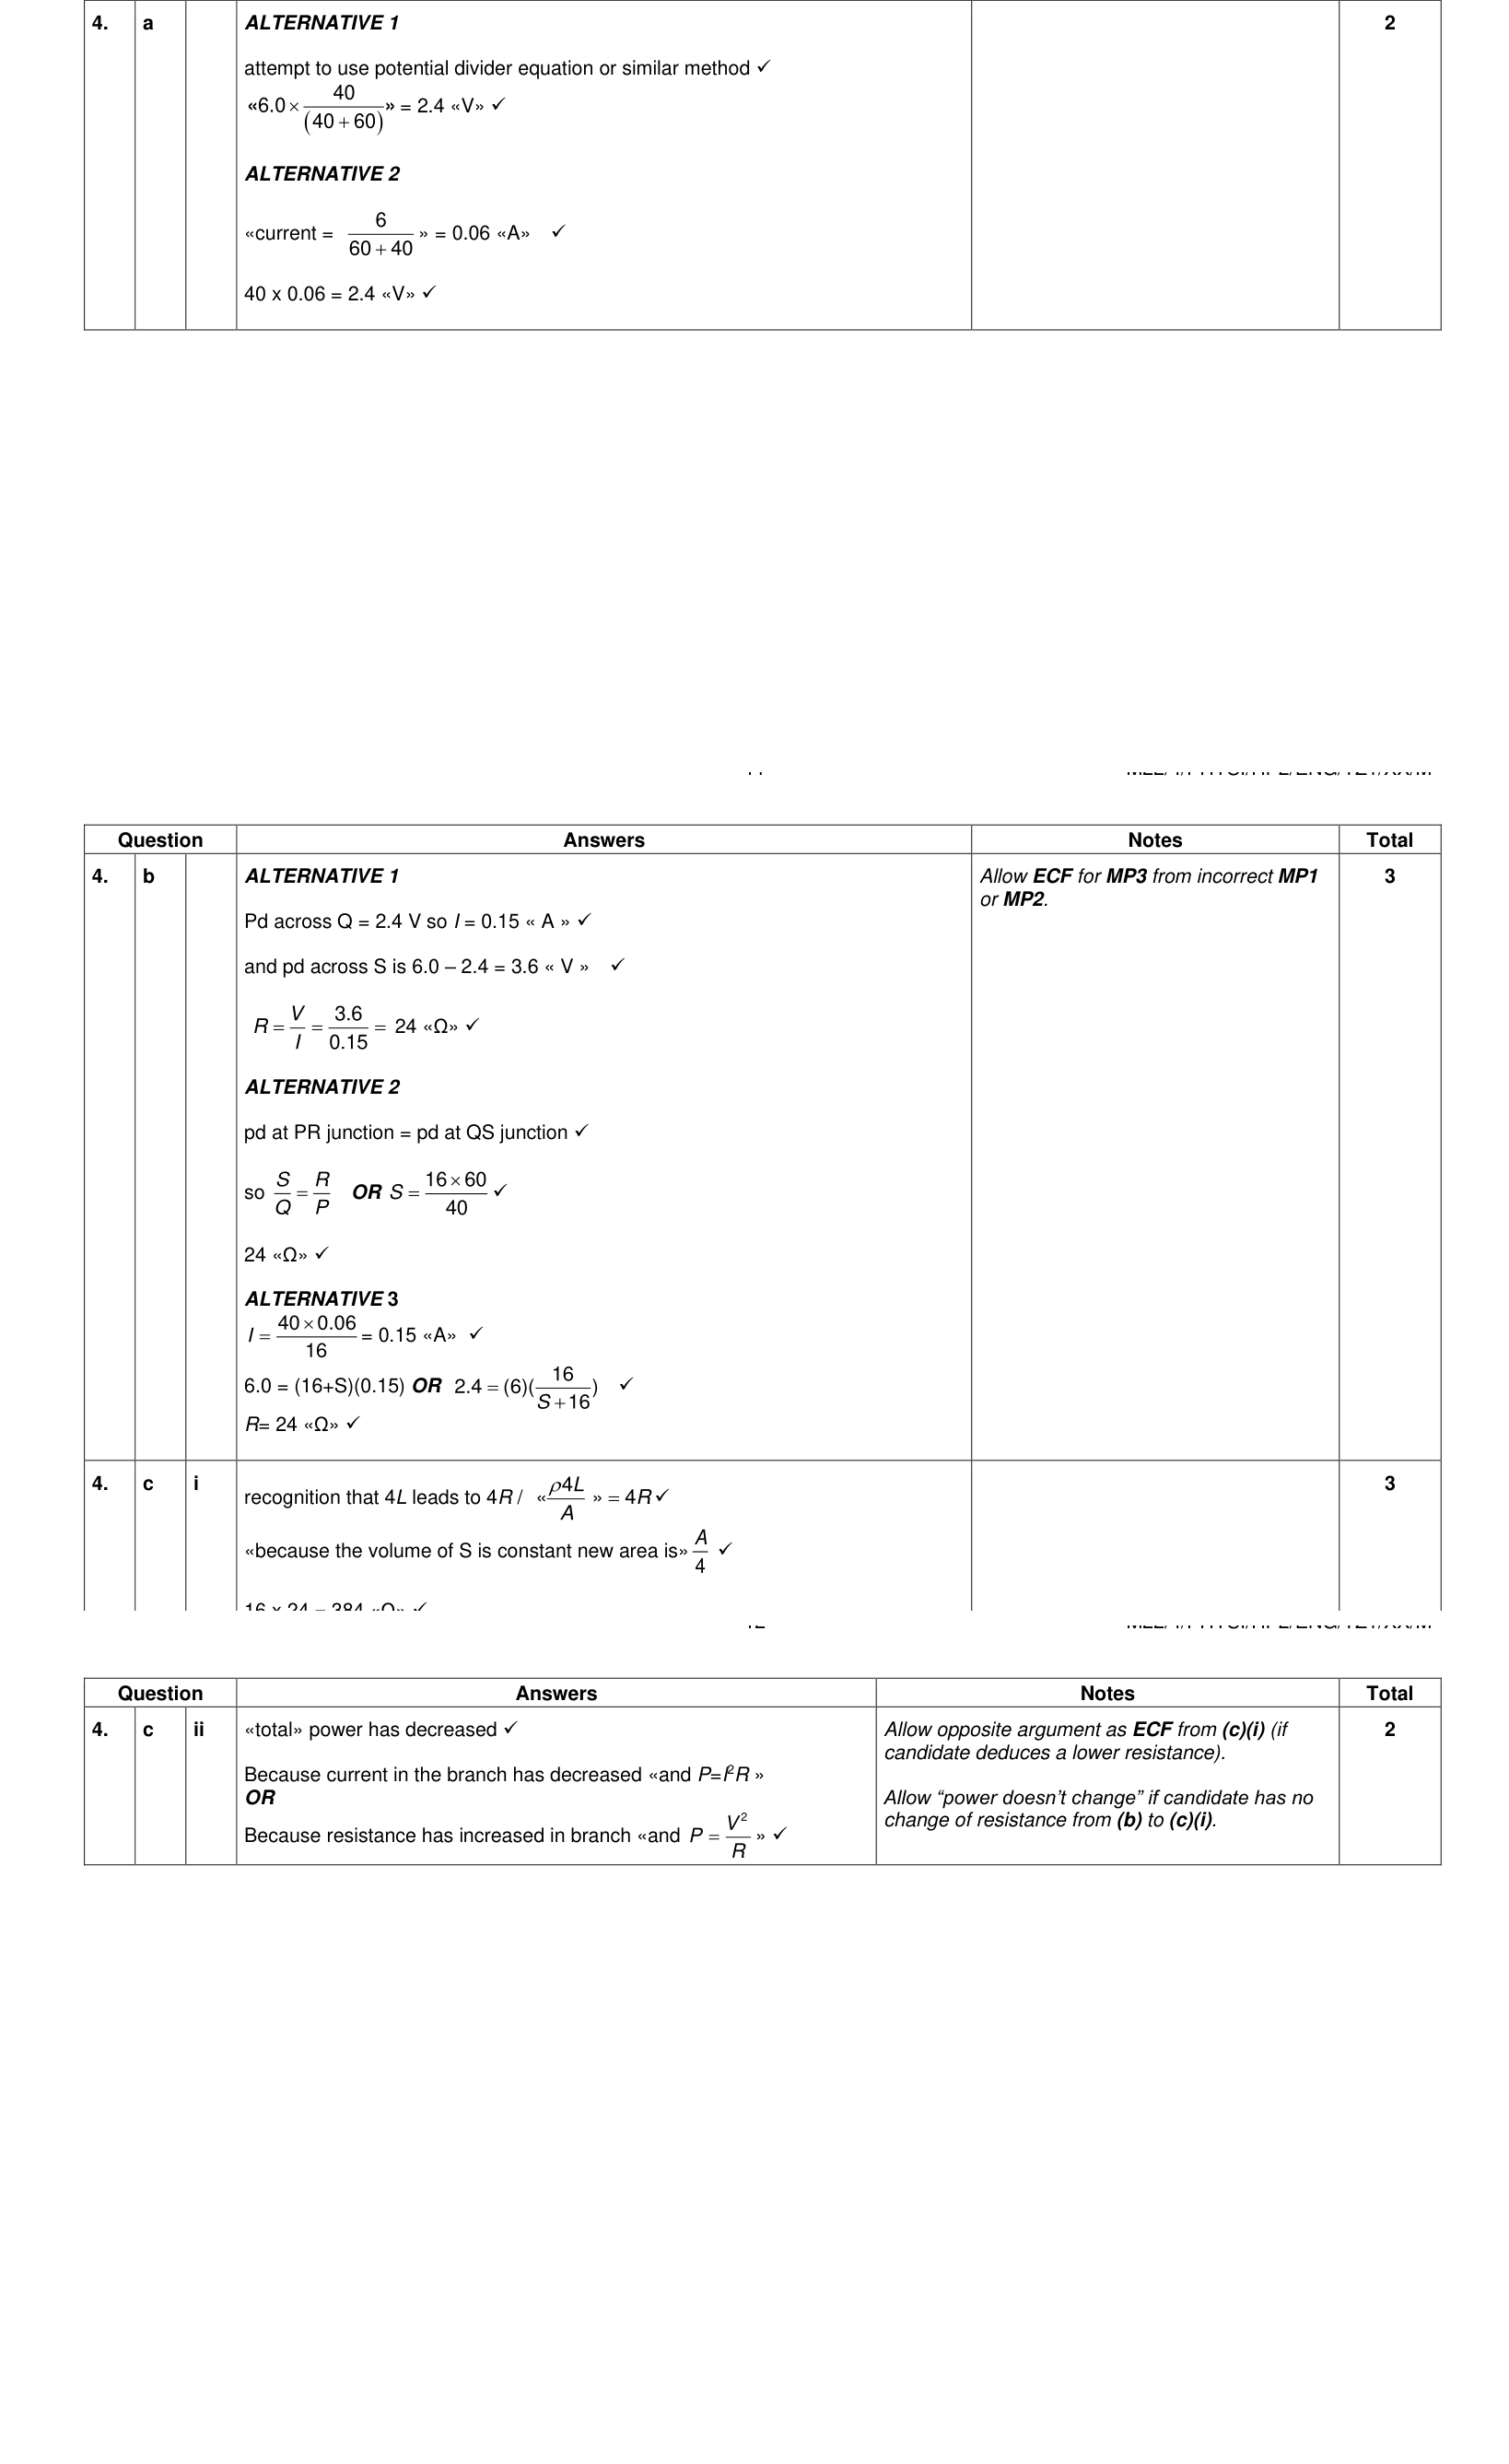 4. a ALTERNATIVE 1 2
attempt to use potential divider equation or similar method ✓
«6.0 × 40 / (40 + 60)» = 2.4 «V» ✓
ALTERNATIVE 2
«current = 6 / 60 + 40 » = 0.06 «A» ✓
40 x 0.06 = 2.4 «V» ✓
Question Answers Notes Total
4. b ALTERNATIVE 1 Allow ECF for MP3 from incorrect MP1 3
or MP2.
Pd across Q = 2.4 V so I = 0.15 « A » ✓
and pd across S is 6.0 – 2.4 = 3.6 « V » ✓
R = V / I = 3.6 / 0.15 = 24 «Ω» ✓
ALTERNATIVE 2
pd at PR junction = pd at QS junction ✓
so S / Q = R / P OR S = 16 × 60 / 40 ✓
24 «Ω» ✓
ALTERNATIVE 3
I = 40 × 0.06 / 16 = 0.15 «A» ✓
6.0 = (16+S)(0.15) OR 2.4 = (6)(16 / S + 16) ✓
R= 24 «Ω» ✓
4. c i recognition that 4L leads to 4R / «ρ4L / A » = 4R ✓ 3
«because the volume of S is constant new area is» A / 4 ✓
16 x 24 = 384 «Ω» ✓
Question Answers Notes Total
4. c ii «total» power has decreased ✓ Allow opposite argument as ECF from (c)(i) (if 2
candidate deduces a lower resistance).
Because current in the branch has decreased «and P=I²R »
OR Allow “power doesn’t change” if candidate has no
change of resistance from (b) to (c)(i).
Because resistance has increased in branch «and P = V² / R » ✓